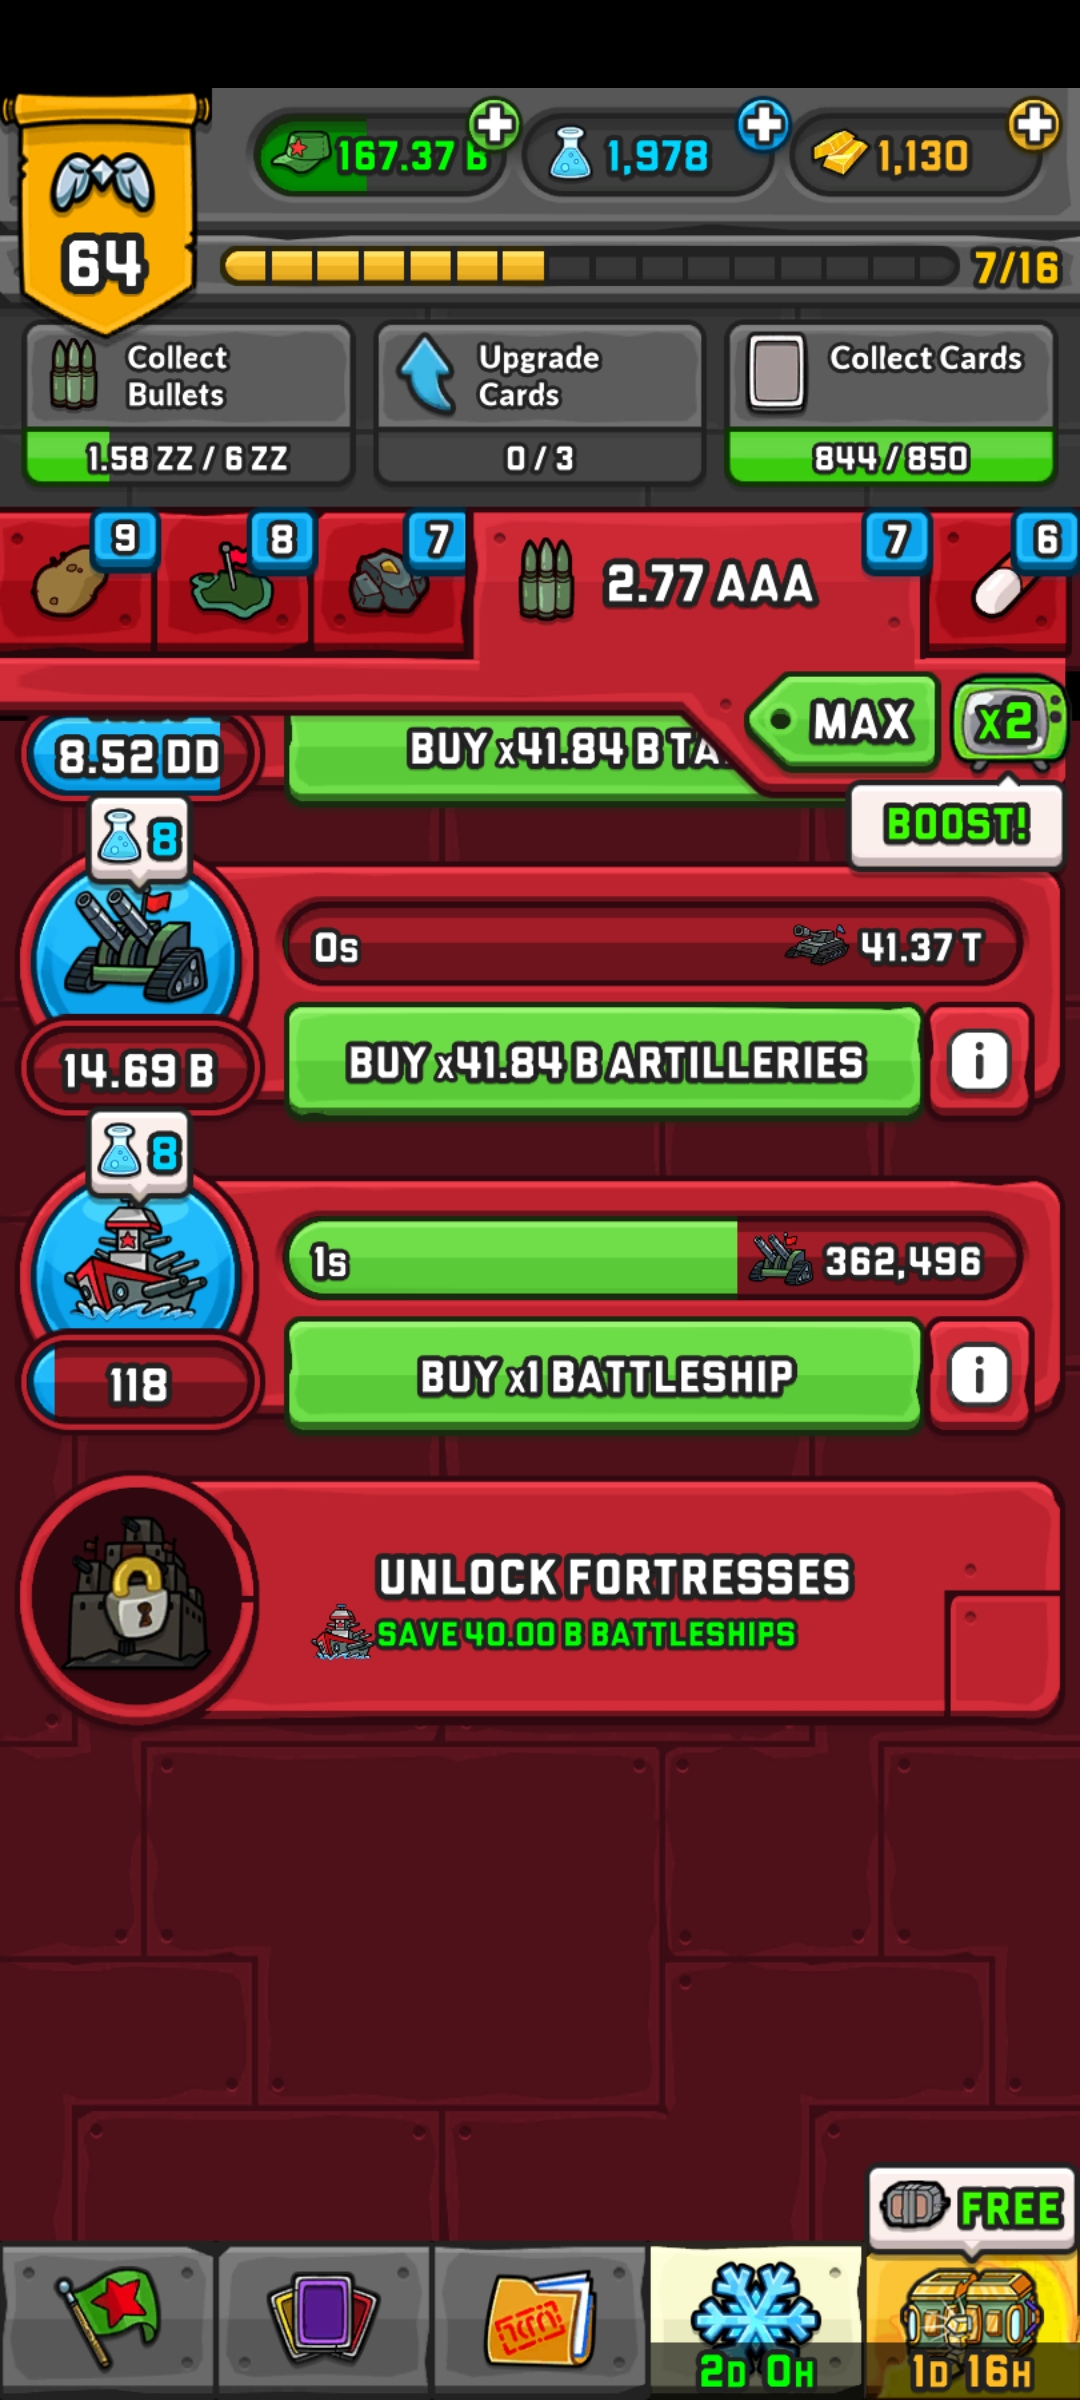 64
167.37 B
1,978
1,130
7/16
Collect
Bullets
1.58 ZZ / 6 ZZ
Upgrade
Cards
0 / 3
Collect Cards
844 / 850
9
8
7
2.77 AAA
7
6
MAX
x2
BOOST!
8.52 DD
BUY x41.84 B TA
8
0s
41.37 T
14.69 B
BUY x41.84 B ARTILLERIES
i
8
1s
362,496
118
BUY x1 BATTLESHIP
i
UNLOCK FORTRESSES
SAVE 40.00 B BATTLESHIPS
FREE
2D 0H
1D 16H